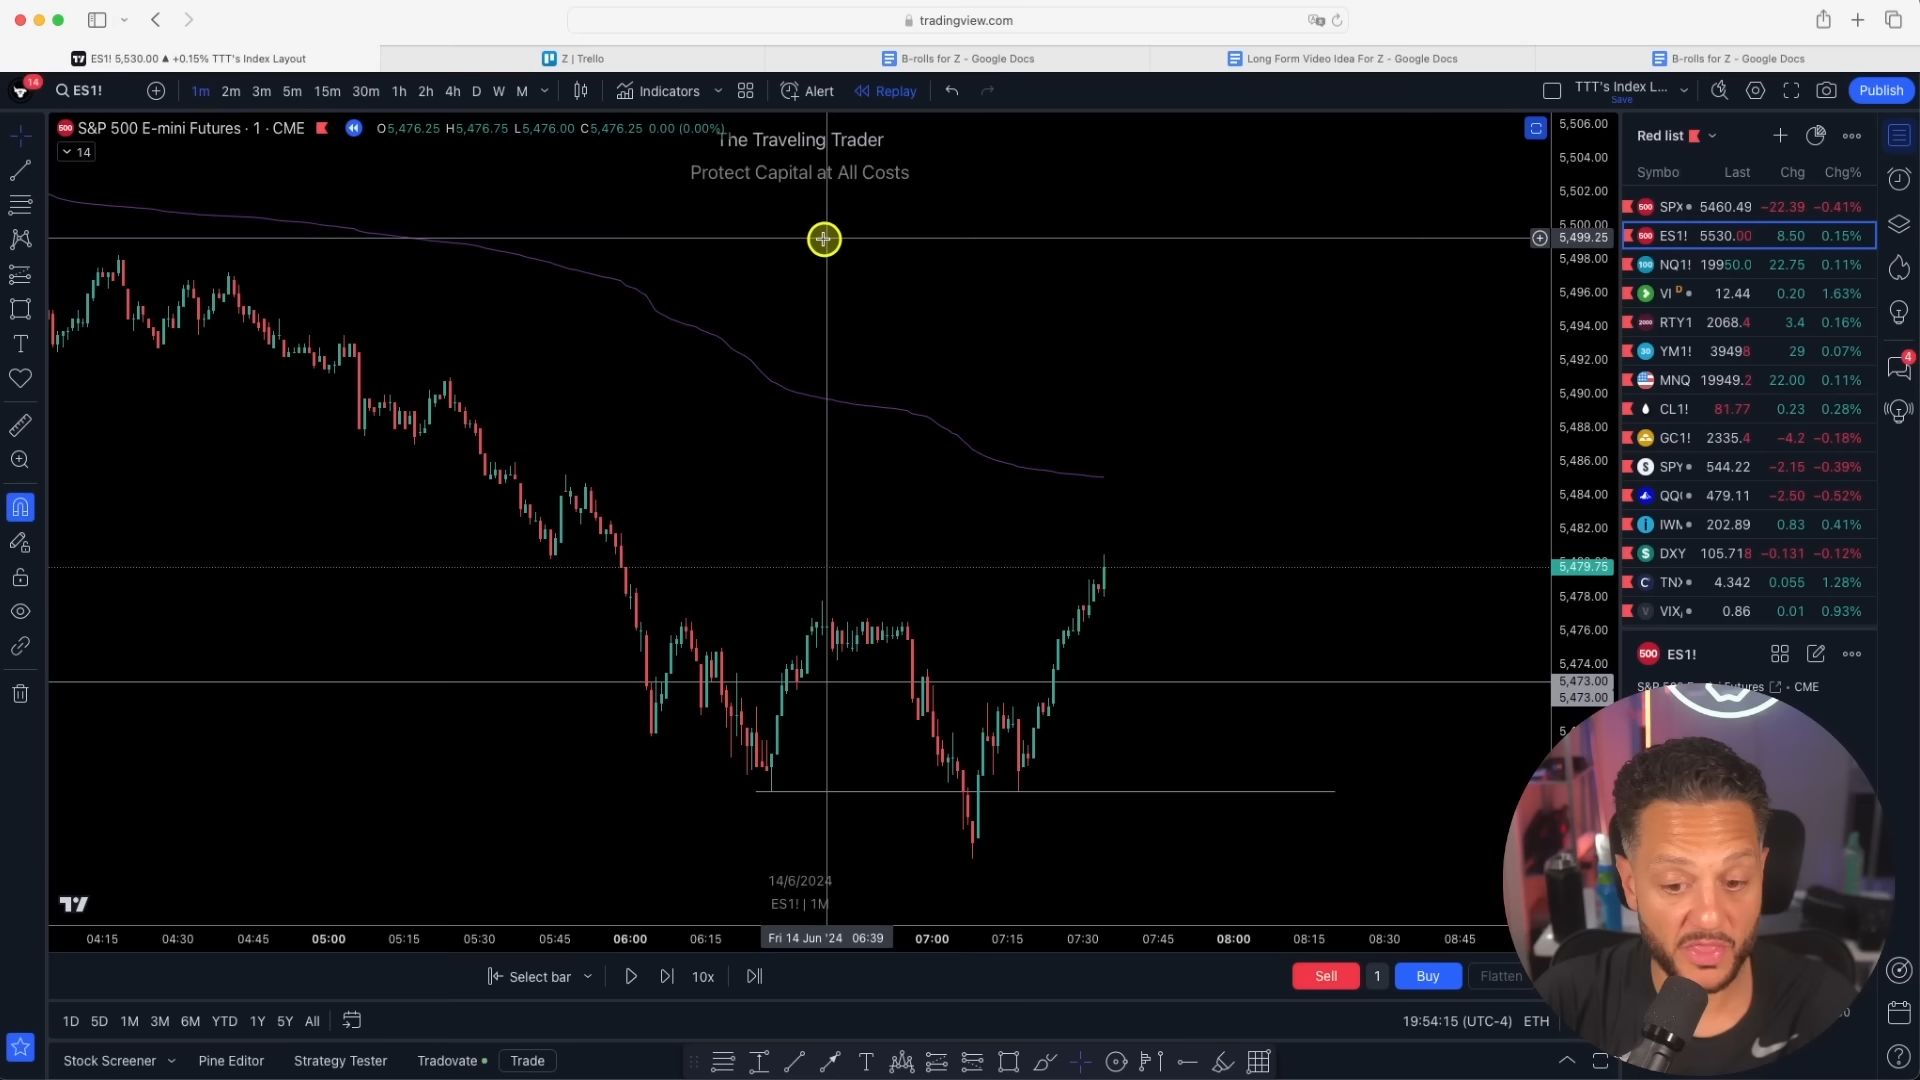 tradingview.com
ES1! 5,530.00 ▲ +0.15% TTT's Index Layout
Z | Trello
B-rolls for Z - Google Docs
Long Form Video Idea For Z - Google Docs
B-rolls for Z - Google Docs
14
ES1! 1m 2m 3m 5m 15m 30m 1h 2h 4h D W M Indicators Alert Replay
TTT's Index L... Save Publish
500 S&P 500 E-mini Futures · 1 · CME O5,476.25 H5,476.75 L5,476.00 C5,476.25 0.00 (0.00%)
14
The Traveling Trader
Protect Capital at All Costs
5,506.00
5,504.00
5,502.00
5,500.00
5,499.25
5,498.00
5,496.00
5,494.00
5,492.00
5,490.00
5,488.00
5,486.00
5,484.00
5,482.00
5,479.75
5,478.00
5,476.00
5,474.00
5,473.00
5,473.00
14/6/2024
ES1! | 1M
04:15 04:30 04:45 05:00 05:15 05:30 05:45 06:00 06:15 Fri 14 Jun '24 06:39 07:00 07:15 07:30 07:45 08:00 08:15 08:30 08:45
Select bar 10x
Sell 1 Buy Flatten
1D 5D 1M 3M 6M YTD 1Y 5Y All
19:54:15 (UTC-4) ETH
Stock Screener Pine Editor Strategy Tester Tradovate Trade
Red list
Symbo Last Chg Chg%
500 SPX 5460.49 −22.39 −0.41%
500 ES1! 5530.00 8.50 0.15%
100 NQ1! 19950.0 22.75 0.11%
VI D 12.44 0.20 1.63%
2000 RTY1 2068.4 3.4 0.16%
30 YM1! 39498 29 0.07%
MNQ 19949.2 22.00 0.11%
CL1! 81.77 0.23 0.28%
GC1! 2335.4 −4.2 −0.18%
SPY 544.22 −2.15 −0.39%
QQ 479.11 −2.50 −0.52%
IWM 202.89 0.83 0.41%
DXY 105.718 −0.131 −0.12%
TNX 4.342 0.055 1.28%
VIX 0.86 0.01 0.93%
500 ES1!
Futures CME
4